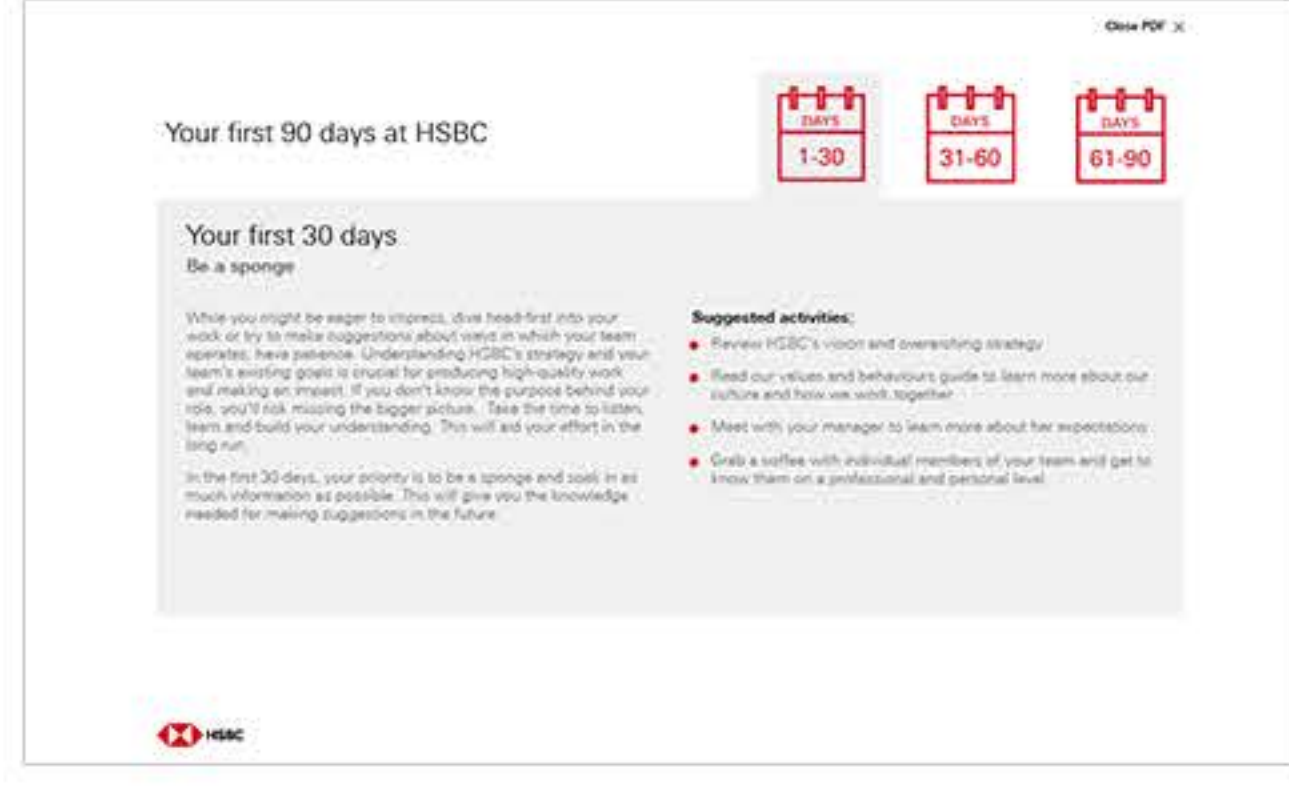 Close PDF X
Your first 90 days at HSBC
DAYS
1-30
DAYS
31-60
DAYS
61-90
Your first 30 days
Be a sponge
While you might be eager to impress, dive head-first into your
work or try to make suggestions about ways in which your team
operates, have patience. Understanding HSBC's strategy and your
team's existing goals is crucial for producing high-quality work
and making an impact. If you don't know the purpose behind your
role, you'll risk missing the bigger picture. Take the time to listen,
learn and build your understanding. This will aid your effort in the
long run.
In the first 30 days, your priority is to be a sponge and soak in as
much information as possible. This will give you the knowledge
needed for making suggestions in the future.
Suggested activities:
Review HSBC's vision and overarching strategy
Read our values and behaviours guide to learn more about our
culture and how we work together
Meet with your manager to learn more about her expectations
Grab a coffee with individual members of your team and get to
know them on a professional and personal level
HSBC